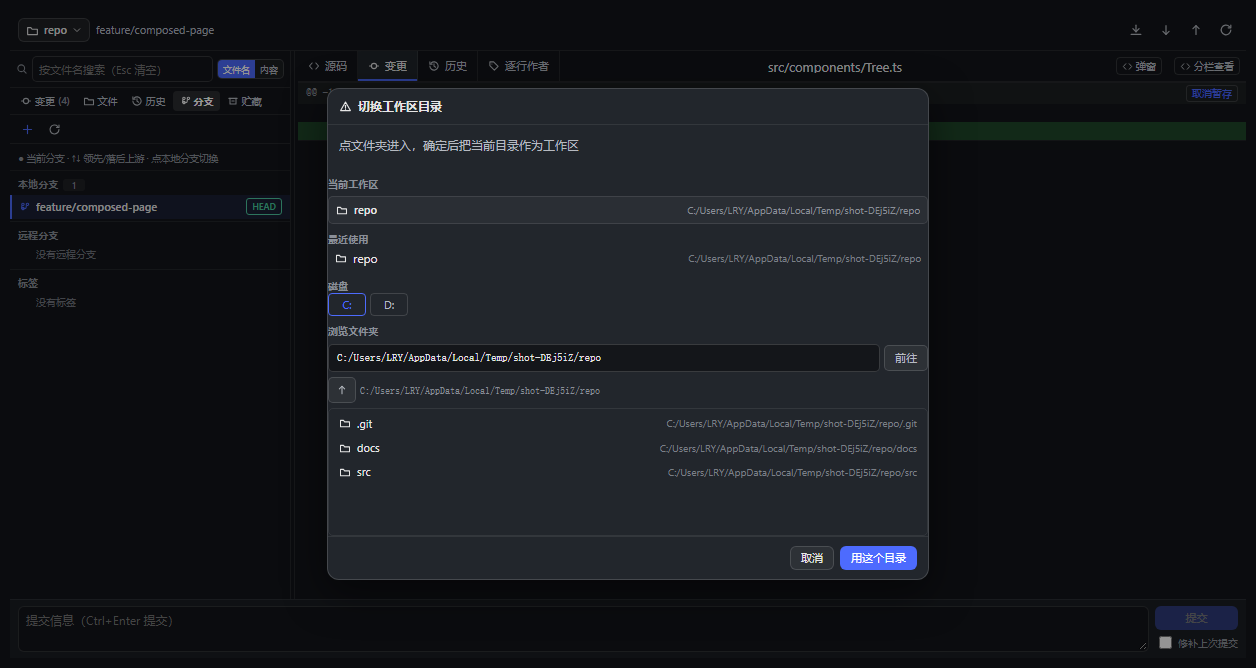 repo feature/composed-page
按文件名搜索（Esc 清空） 文件名 内容
源码 变更 历史 逐行作者 src/components/Tree.ts 弹窗 分栏查看
变更 (4) 文件 历史 分支 贮藏
@@ 取消暂存
● 当前分支 · ↑↓ 领先/落后上游 · 点本地分支切换
本地分支 1
feature/composed-page HEAD
远程分支
没有远程分支
标签
没有标签
切换工作区目录
点文件夹进入，确定后把当前目录作为工作区
当前工作区
repo C:/Users/LRY/AppData/Local/Temp/shot-DEj5iZ/repo
最近使用
repo C:/Users/LRY/AppData/Local/Temp/shot-DEj5iZ/repo
磁盘
C: D:
浏览文件夹
C:/Users/LRY/AppData/Local/Temp/shot-DEj5iZ/repo 前往
↑ C:/Users/LRY/AppData/Local/Temp/shot-DEj5iZ/repo
.git C:/Users/LRY/AppData/Local/Temp/shot-DEj5iZ/repo/.git
docs C:/Users/LRY/AppData/Local/Temp/shot-DEj5iZ/repo/docs
src C:/Users/LRY/AppData/Local/Temp/shot-DEj5iZ/repo/src
取消 用这个目录
提交信息（Ctrl+Enter 提交） 提交
修补上次提交